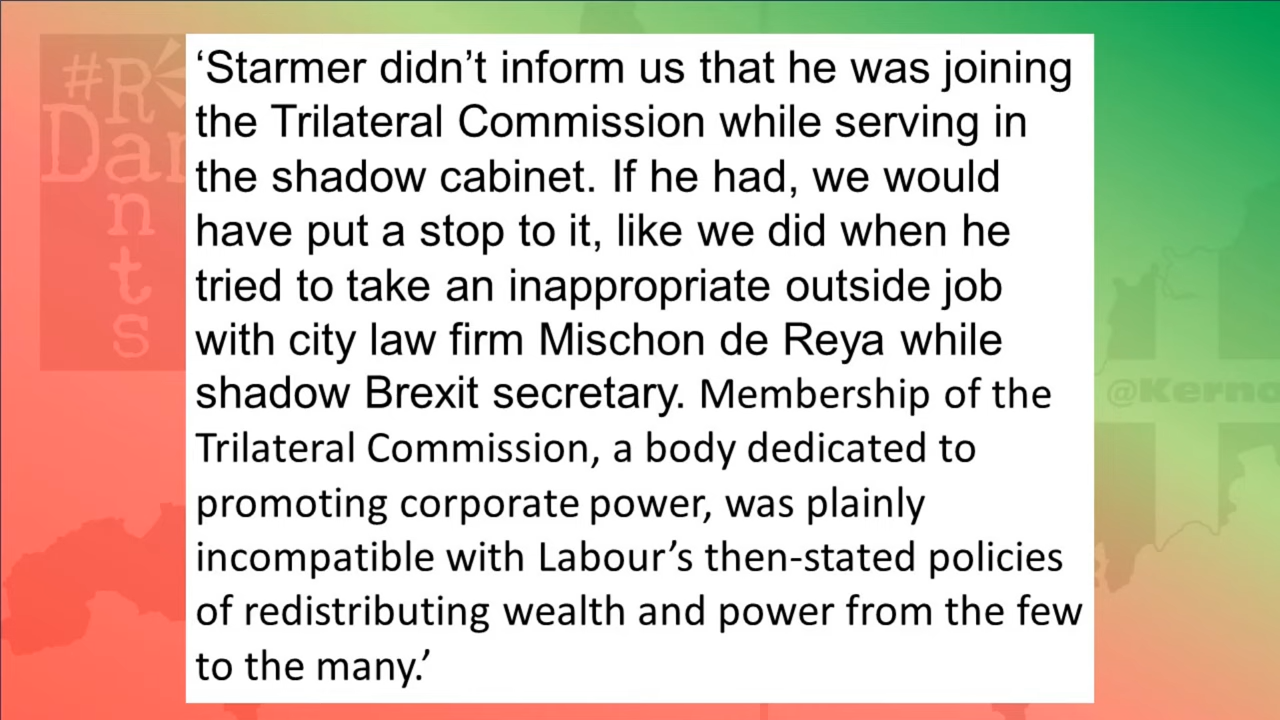 #R
Dar
n
t
s
‘Starmer didn’t inform us that he was joining
the Trilateral Commission while serving in
the shadow cabinet. If he had, we would
have put a stop to it, like we did when he
tried to take an inappropriate outside job
with city law firm Mischon de Reya while
shadow Brexit secretary. Membership of the
Trilateral Commission, a body dedicated to
promoting corporate power, was plainly
incompatible with Labour’s then-stated policies
of redistributing wealth and power from the few
to the many.’
@Kerno